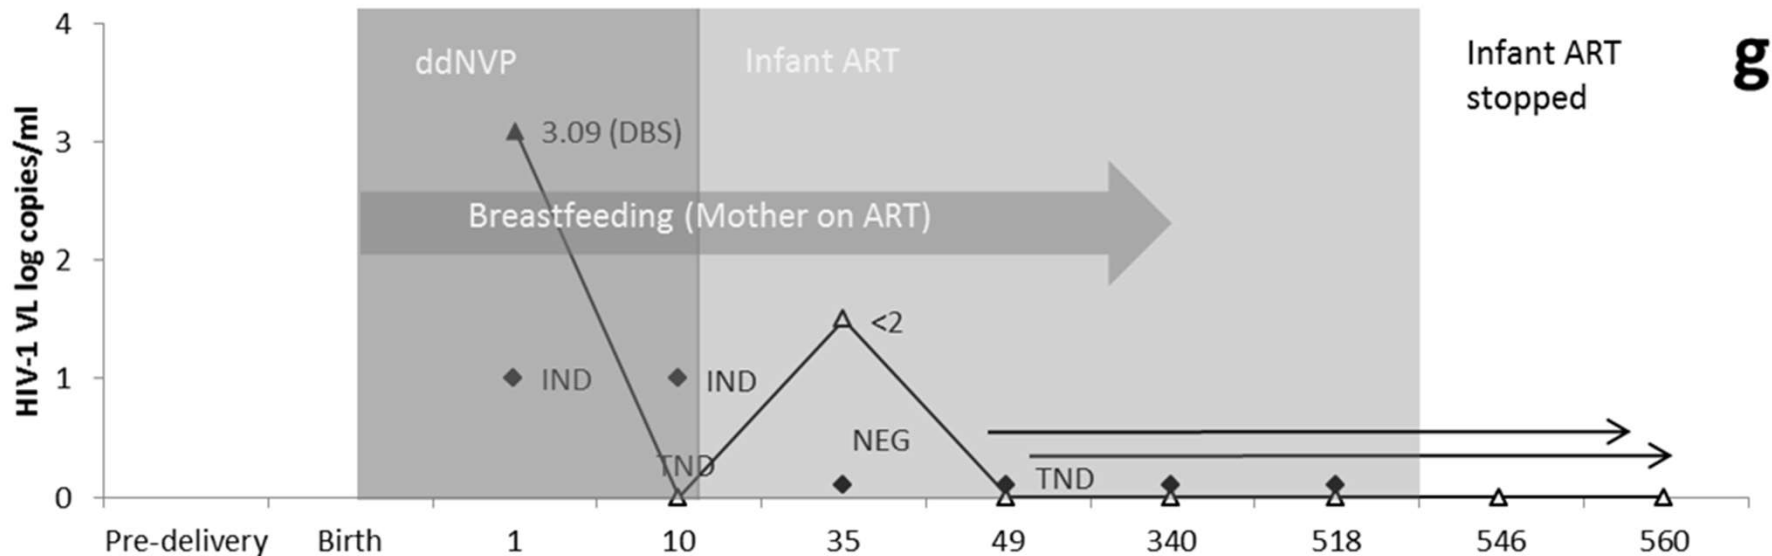 4
ddNVP
Infant ART
Infant ART
stopped
g
3.09 (DBS)
3
HIV-1 VL log copies/ml
Breastfeeding (Mother on ART)
2
<2
1
IND
IND
NEG
TND
TND
0
Pre-delivery Birth 1 10 35 49 340 518 546 560